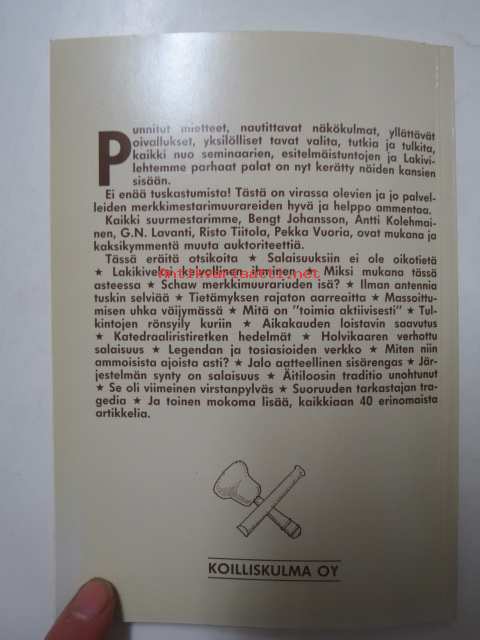 Punnitut mietteet, nautittavat näkökulmat, yllättävät
oivallukset, yksilölliset tavat valita, tutkia ja tulkita,
kaikki nuo seminaarien, esitelmäistuntojen ja Lakivi-
lehtemme parhaat palat on nyt kerätty näiden kansien
sisään.
Ei enää tuskastumista! Tästä on virassa olevien ja jo palvel-
leiden merkkimestarimuurareiden hyvä ja helppo ammentaa.
Kaikki suurmestarimme, Bengt Johansson, Antti Kolehmai-
nen, G.N. Lavanti, Risto Tiitola, Pekka Vuoria, ovat mukana ja
kaksikymmentä muuta auktoriteettiä.
Tässä eräitä otsikoita ★ Salaisuuksiin ei ole oikotietä
★ Lakikiveksi kelvollinen ihminen ★ Miksi mukana tässä
asteessa ★ Schaw merkkimuurariuden isä? ★ Ilman antennia
tuskin selviää ★ Tietämyksen rajaton aarreaitta ★ Massoittu-
misen uhka väijymässä ★ Mitä on "toimia aktiivisesti" ★ Tul-
kintojen rönsyily kuriin ★ Aikakauden loistavin saavutus
★ Katedraaliristiretken hedelmät ★ Holvikaaren verhottu
salaisuus ★ Legendan ja tosiasioiden verkko ★ Miten niin
ammoisista ajoista asti? ★ Jalo aatteellinen sisärengas ★ Jär-
jestelmän synty on salaisuus ★ Äitiloosin traditio unohtunut
★ Se oli viimeinen virstanpylväs ★ Suoruuden tarkastajan tra-
gedia ★ Ja toinen mokoma lisää, kaikkiaan 40 erinomaista
artikkelia.
KOILLISKULMA OY